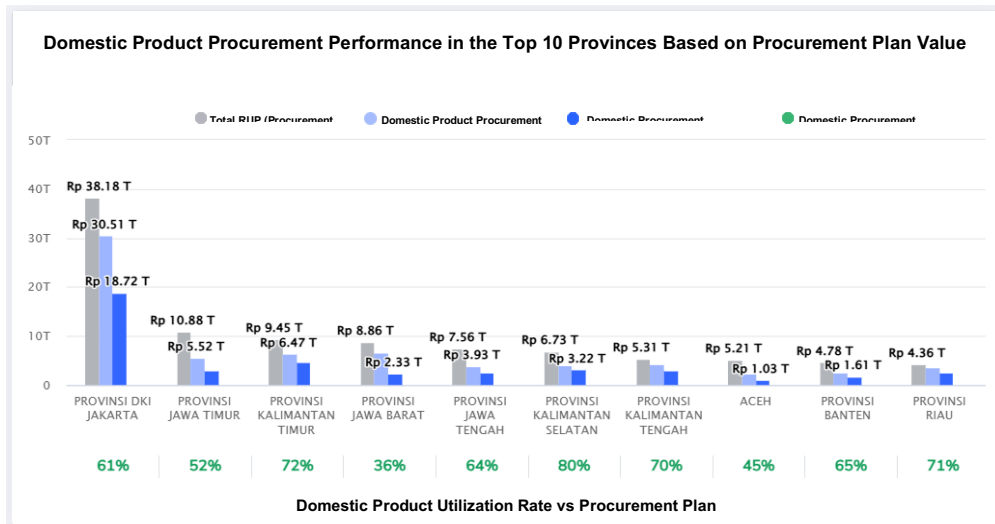 Domestic Product Procurement Performance in the Top 10 Provinces Based on Procurement Plan Value
Total RUP (Procurement
Domestic Product Procurement
Domestic Procurement
Domestic Procurement
50T
40T
30T
20T
10T
0
Rp 38.18 T
Rp 30.51 T
Rp 18.72 T
Rp 10.88 T
Rp 5.52 T
Rp 9.45 T
Rp 6.47 T
Rp 8.86 T
Rp 2.33 T
Rp 7.56 T
Rp 3.93 T
Rp 6.73 T
Rp 3.22 T
Rp 5.31 T
Rp 5.21 T
Rp 1.03 T
Rp 4.78 T
Rp 1.61 T
Rp 4.36 T
PROVINSI DKI
JAKARTA
PROVINSI
JAWA TIMUR
PROVINSI
KALIMANTAN
TIMUR
PROVINSI
JAWA BARAT
PROVINSI
JAWA
TENGAH
PROVINSI
KALIMANTAN
SELATAN
PROVINSI
KALIMANTAN
TENGAH
ACEH
PROVINSI
BANTEN
PROVINSI
RIAU
61%
52%
72%
36%
64%
80%
70%
45%
65%
71%
Domestic Product Utilization Rate vs Procurement Plan